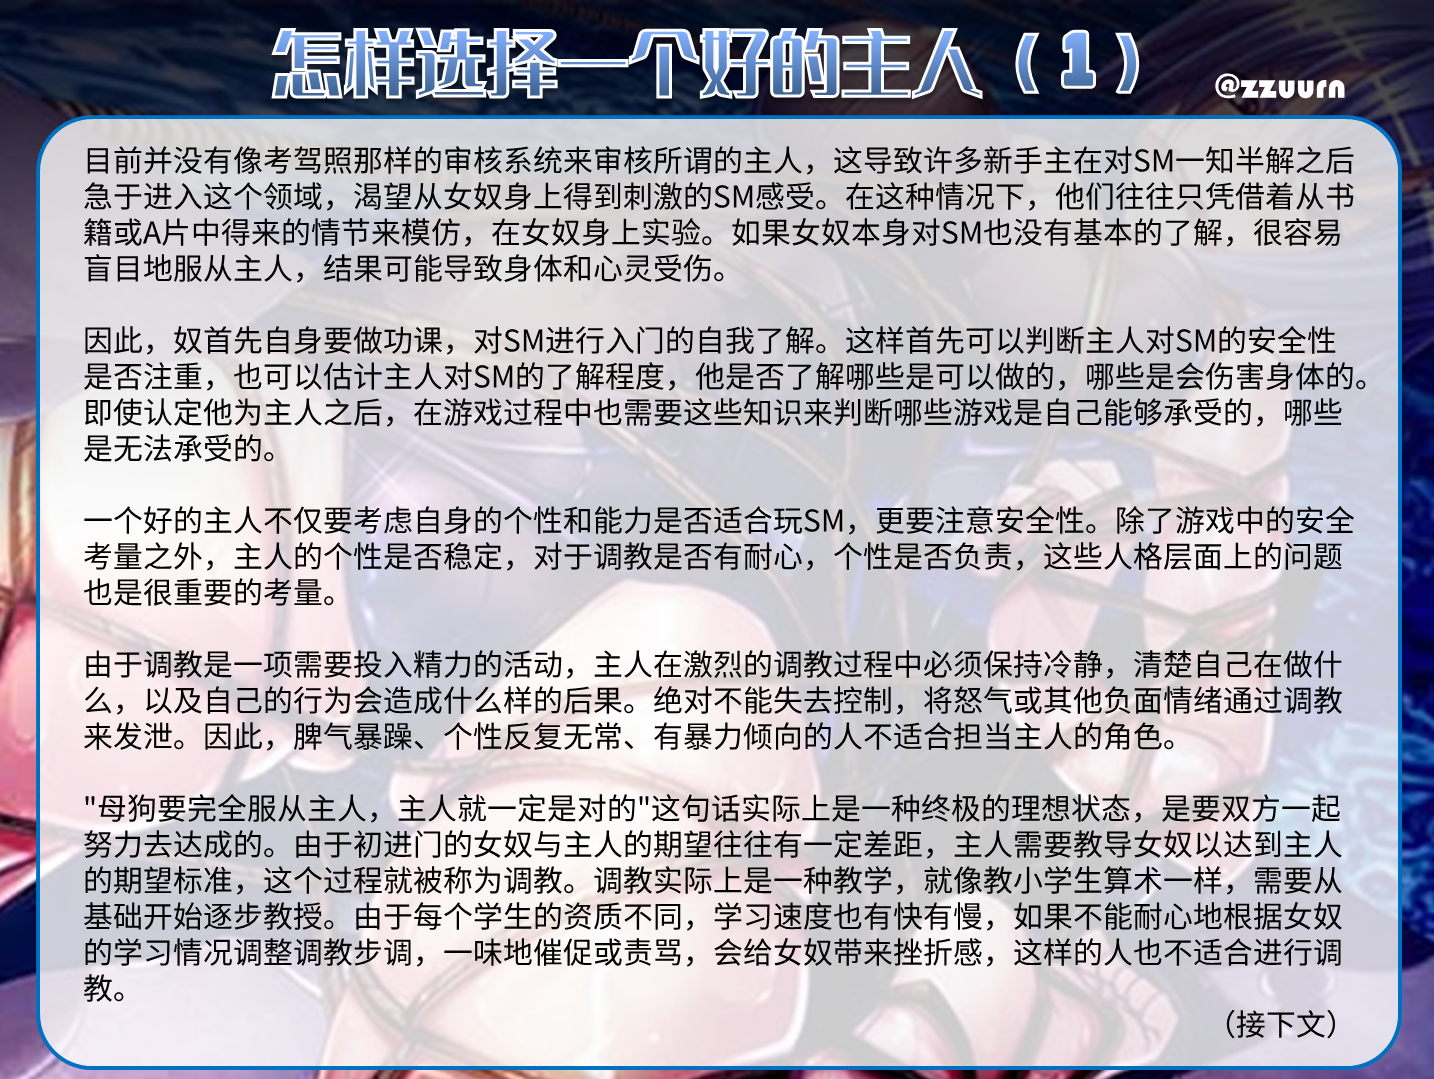 怎样选择一个好的主人（1）
@zzuurn
目前并没有像考驾照那样的审核系统来审核所谓的主人，这导致许多新手主在对SM一知半解之后
急于进入这个领域，渴望从女奴身上得到刺激的SM感受。在这种情况下，他们往往只凭借着从书
籍或A片中得来的情节来模仿，在女奴身上实验。如果女奴本身对SM也没有基本的了解，很容易
盲目地服从主人，结果可能导致身体和心灵受伤。
因此，奴首先自身要做功课，对SM进行入门的自我了解。这样首先可以判断主人对SM的安全性
是否注重，也可以估计主人对SM的了解程度，他是否了解哪些是可以做的，哪些是会伤害身体的。
即使认定他为主人之后，在游戏过程中也需要这些知识来判断哪些游戏是自己能够承受的，哪些
是无法承受的。
一个好的主人不仅要考虑自身的个性和能力是否适合玩SM，更要注意安全性。除了游戏中的安全
考量之外，主人的个性是否稳定，对于调教是否有耐心，个性是否负责，这些人格层面上的问题
也是很重要的考量。
由于调教是一项需要投入精力的活动，主人在激烈的调教过程中必须保持冷静，清楚自己在做什
么，以及自己的行为会造成什么样的后果。绝对不能失去控制，将怒气或其他负面情绪通过调教
来发泄。因此，脾气暴躁、个性反复无常、有暴力倾向的人不适合担当主人的角色。
"母狗要完全服从主人，主人就一定是对的"这句话实际上是一种终极的理想状态，是要双方一起
努力去达成的。由于初进门的女奴与主人的期望往往有一定差距，主人需要教导女奴以达到主人
的期望标准，这个过程就被称为调教。调教实际上是一种教学，就像教小学生算术一样，需要从
基础开始逐步教授。由于每个学生的资质不同，学习速度也有快有慢，如果不能耐心地根据女奴
的学习情况调整调教步调，一味地催促或责骂，会给女奴带来挫折感，这样的人也不适合进行调
教。
（接下文）